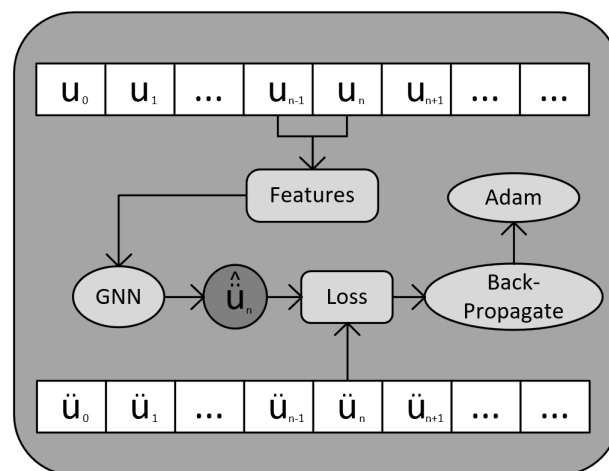 u₀ u₁ ... uₙ₋₁ uₙ uₙ₊₁ ... ...
Features
Adam
GNN
ü̂ₙ
Loss
Back-
Propagate
ü₀ ü₁ ... üₙ₋₁ üₙ üₙ₊₁ ... ...